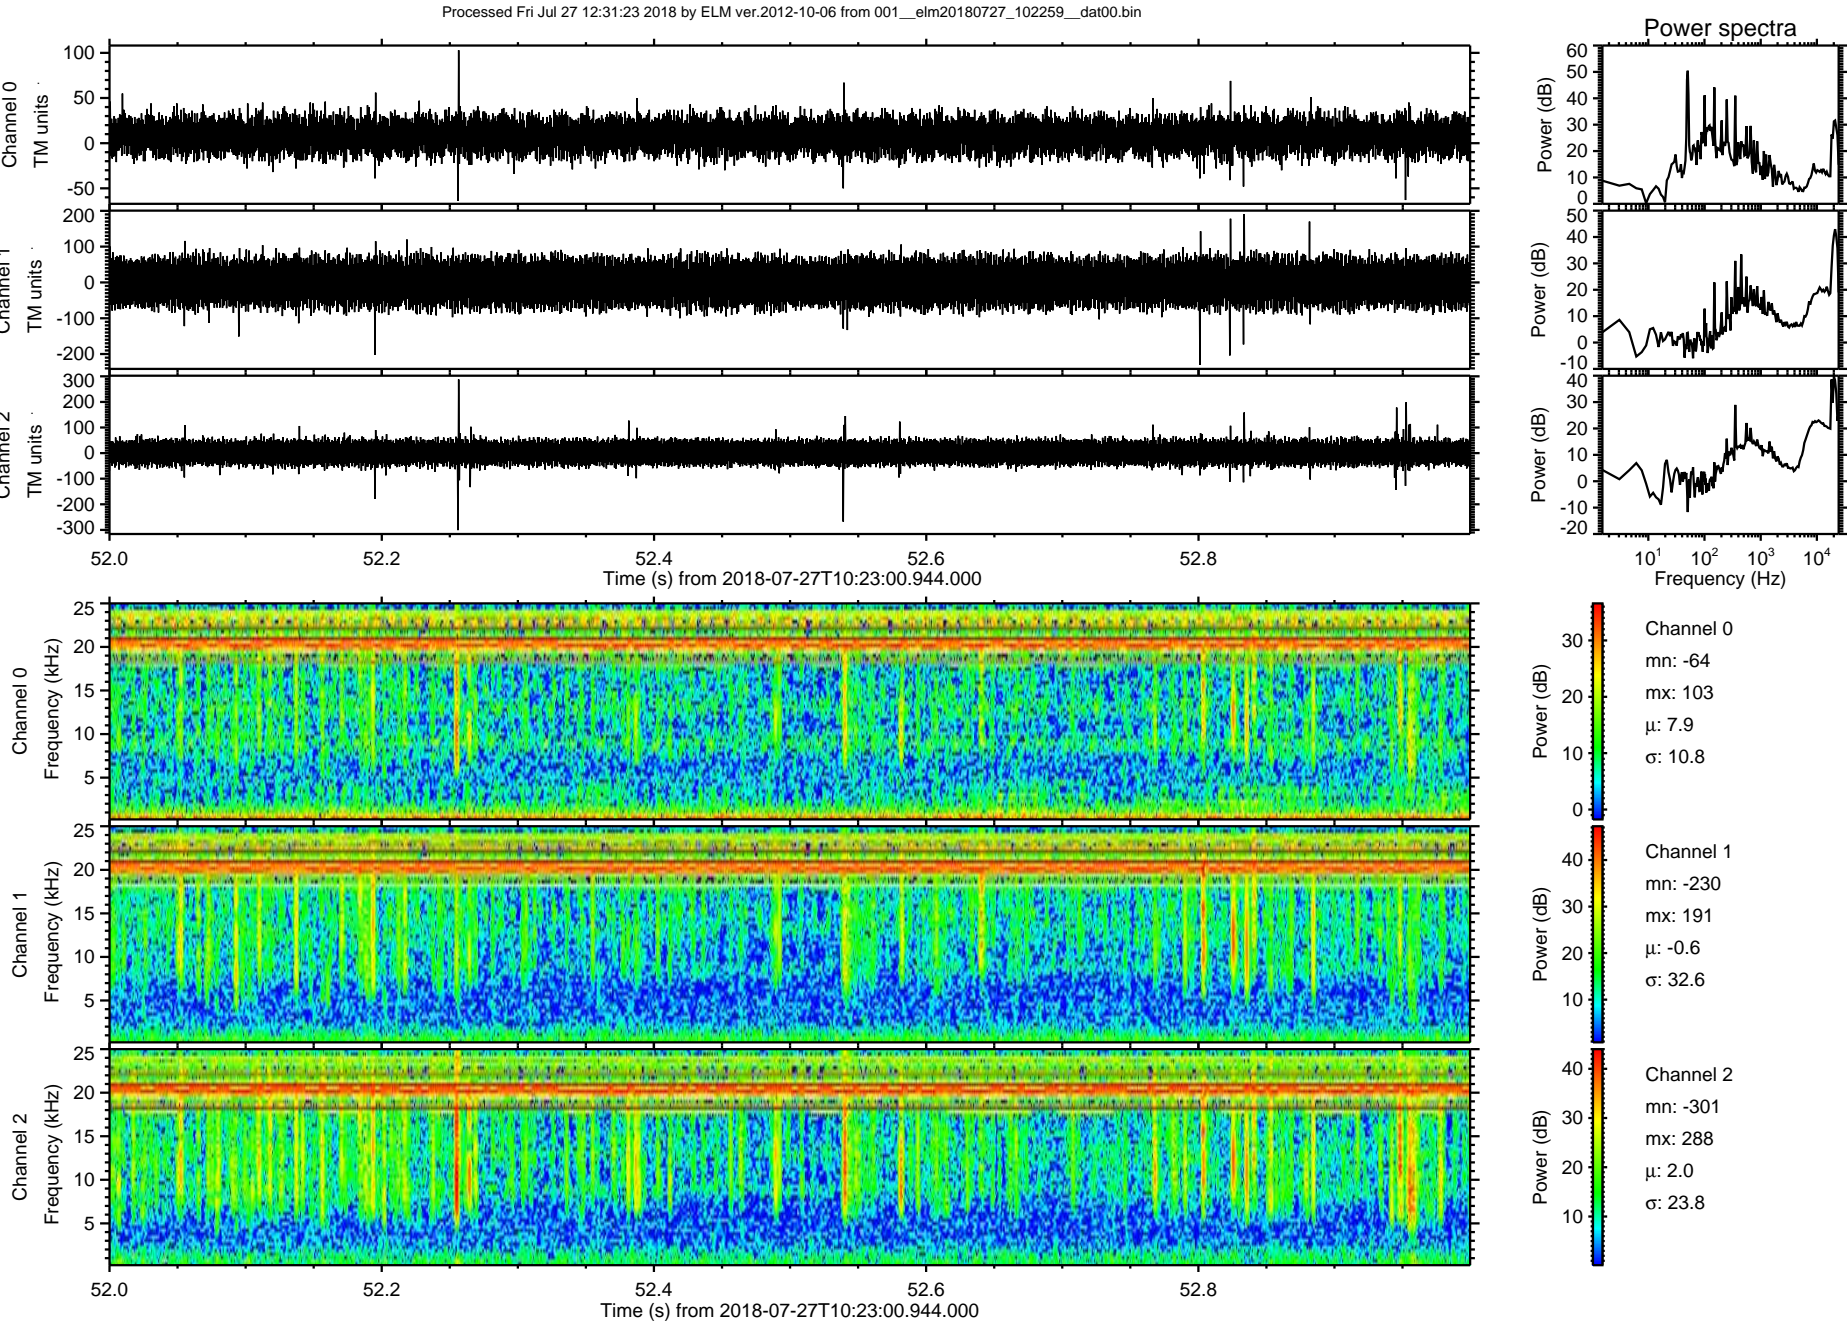 Processed Fri Jul 27 12:31:23 2018 by ELM ver.2012-10-06 from 001__elm20180727_102259__dat00.bin
Power spectra
Channel 0
TM units
100
50
0
-50
Power (dB)
60
50
40
30
20
10
0
Channel 1
TM units
200
100
0
-100
-200
Power (dB)
50
40
30
20
10
0
-10
Channel 2
TM units
300
200
100
0
-100
-200
-300
Power (dB)
40
30
20
10
0
-10
-20
52.0 52.2 52.4 52.6 52.8
Time (s) from 2018-07-27T10:23:00.944.000
10¹ 10² 10³ 10⁴
Frequency (Hz)
Channel 0
Frequency (kHz)
25
20
15
10
5
Power (dB)
30
20
10
0
Channel 0
mn: -64
mx: 103
μ: 7.9
σ: 10.8
Channel 1
Frequency (kHz)
25
20
15
10
5
Power (dB)
40
30
20
10
Channel 1
mn: -230
mx: 191
μ: -0.6
σ: 32.6
Channel 2
Frequency (kHz)
25
20
15
10
5
Power (dB)
40
30
20
10
Channel 2
mn: -301
mx: 288
μ: 2.0
σ: 23.8
52.0 52.2 52.4 52.6 52.8
Time (s) from 2018-07-27T10:23:00.944.000